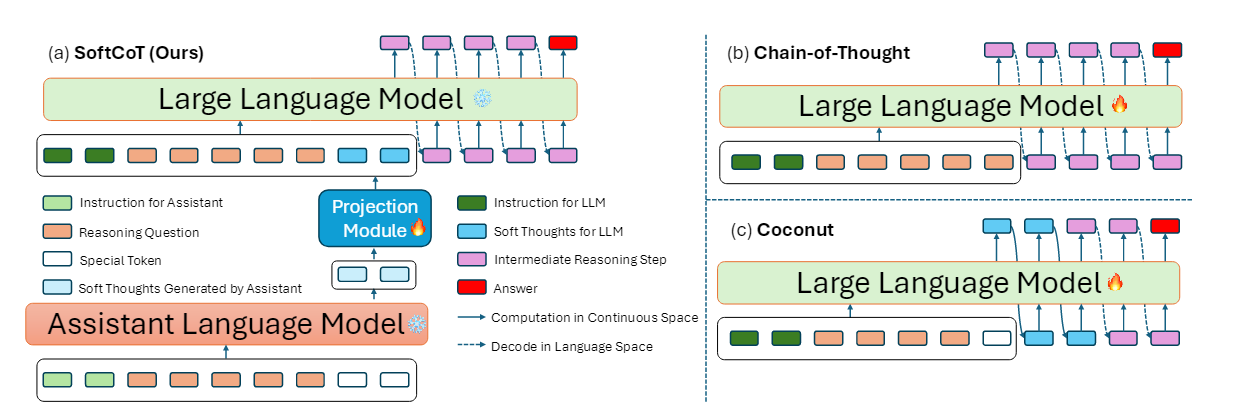 (a) SoftCoT (Ours)
Large Language Model
Projection
Module
Instruction for Assistant
Reasoning Question
Special Token
Soft Thoughts Generated by Assistant
Instruction for LLM
Soft Thoughts for LLM
Intermediate Reasoning Step
Answer
Computation in Continuous Space
Decode in Language Space
Assistant Language Model
(b) Chain-of-Thought
Large Language Model
(c) Coconut
Large Language Model